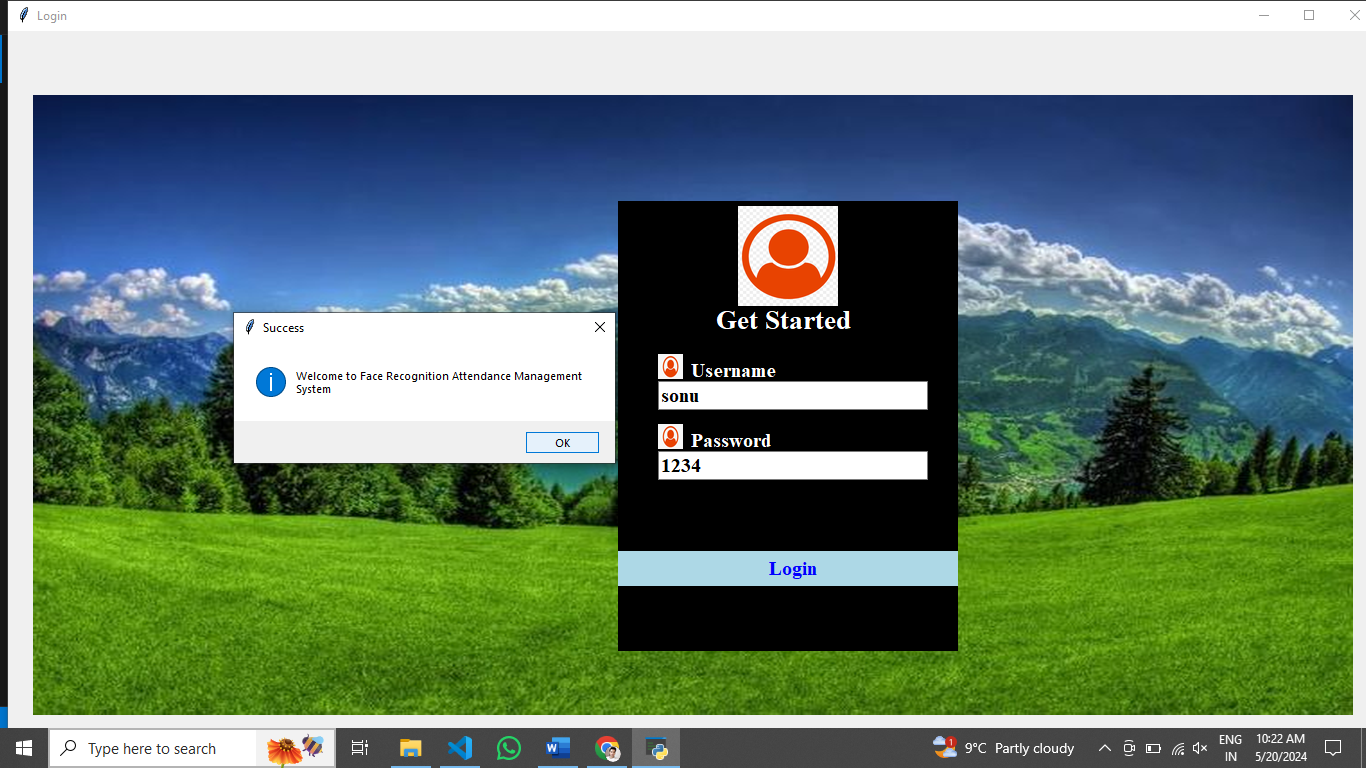 Login
Get Started
Success
Welcome to Face Recognition Attendance Management
System
OK
Username
sonu
Password
1234
Login
Type here to search
1
9°C Partly cloudy
ENG
IN
10:22 AM
5/20/2024